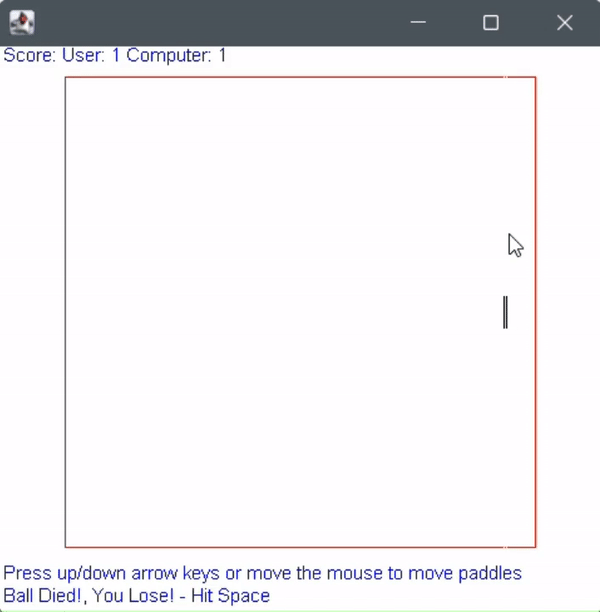 Score: User: 1 Computer: 1
Press up/down arrow keys or move the mouse to move paddles
Ball Died!, You Lose! - Hit Space